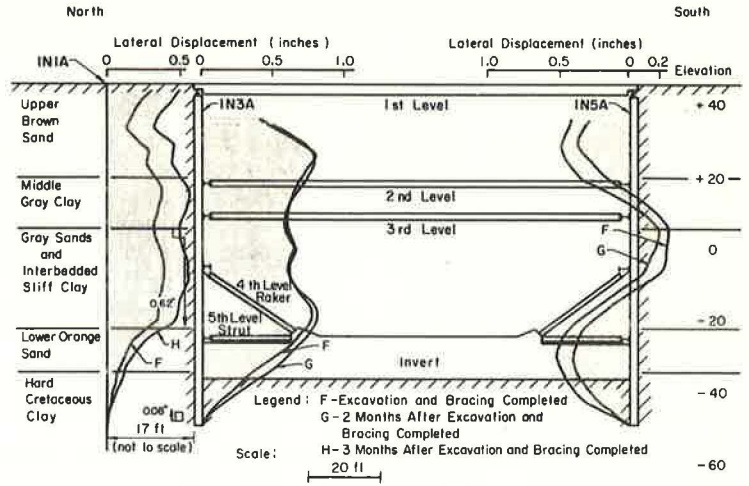 North
South
Lateral Displacement ( inches )
Lateral Displacement (inches)
IN1A
0 0.5 0 0.5 1.0
1.0 0.5 0 0.2
Elevation
Upper
Brown
Sand
IN3A
1st Level
IN5A
+ 40
+ 20
Middle
Gray Clay
2nd Level
3rd Level
Gray Sands
and
Interbedded
Stiff Clay
F
G
0
0.62"
4th Level
Raker
5th Level
Strut
- 20
Lower Orange
Sand
H
F
F
G
Invert
Hard
Cretaceous
Clay
- 40
0.08"
17 ft
(not to scale)
Legend : F-Excavation and Bracing Completed
G-2 Months After Excavation and
Bracing Completed
H-3 Months After Excavation and Bracing Completed
Scale:
20 ft
-60